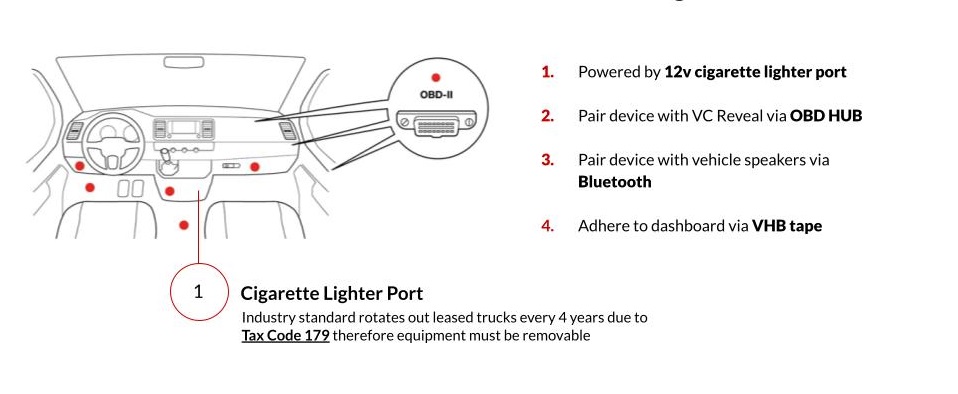 OBD-II
1. Powered by 12v cigarette lighter port
2. Pair device with VC Reveal via OBD HUB
3. Pair device with vehicle speakers via
Bluetooth
4. Adhere to dashboard via VHB tape
1
Cigarette Lighter Port
Industry standard rotates out leased trucks every 4 years due to
Tax Code 179 therefore equipment must be removable